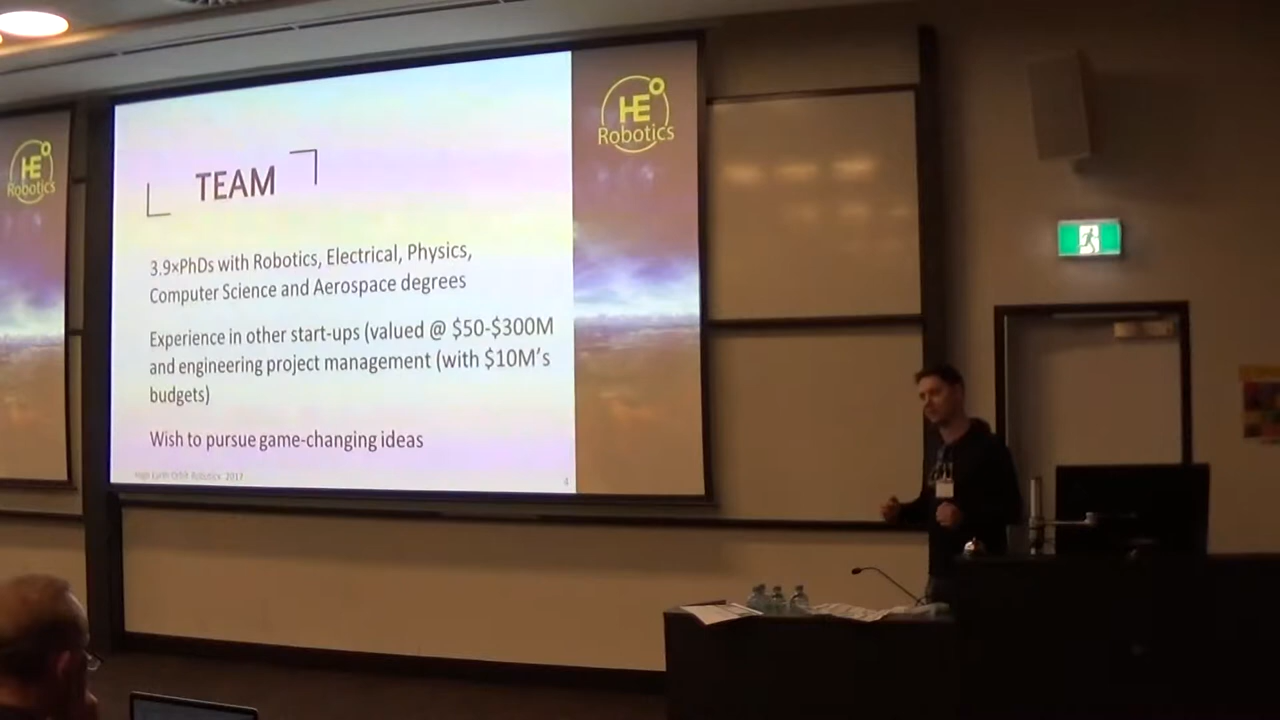 HE
Robotics
HE
Robotics
TEAM
3.9×PhDs with Robotics, Electrical, Physics,
Computer Science and Aerospace degrees
Experience in other start-ups (valued @ $50-$300M
and engineering project management (with $10M's
budgets)
Wish to pursue game-changing ideas
High Earth Orbit Robotics, 2017
4